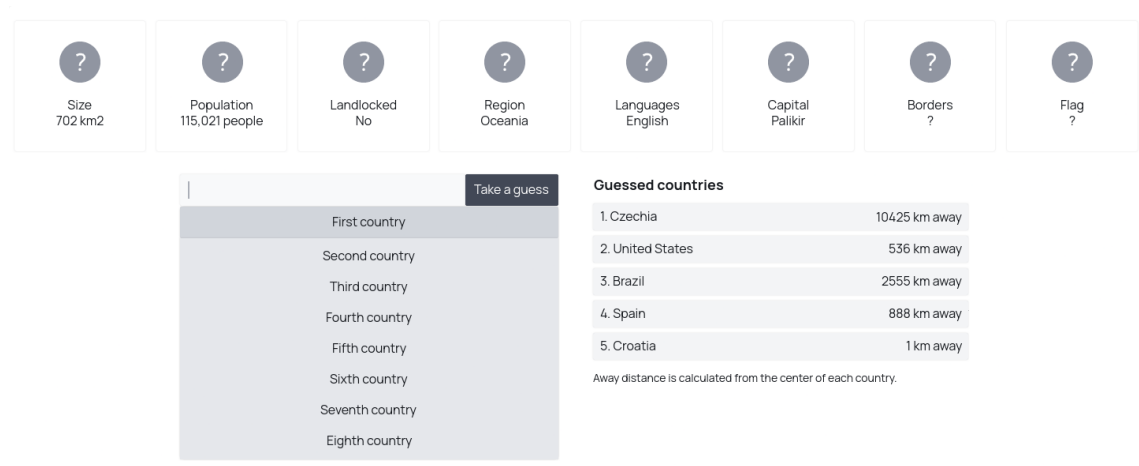 ?
Size
702 km2
?
Population
115,021 people
?
Landlocked
No
?
Region
Oceania
?
Languages
English
?
Capital
Palikir
?
Borders
?
?
Flag
?
Take a guess
First country
Second country
Third country
Fourth country
Fifth country
Sixth country
Seventh country
Eighth country
Guessed countries
1. Czechia 10425 km away
2. United States 536 km away
3. Brazil 2555 km away
4. Spain 888 km away
5. Croatia 1 km away
Away distance is calculated from the center of each country.